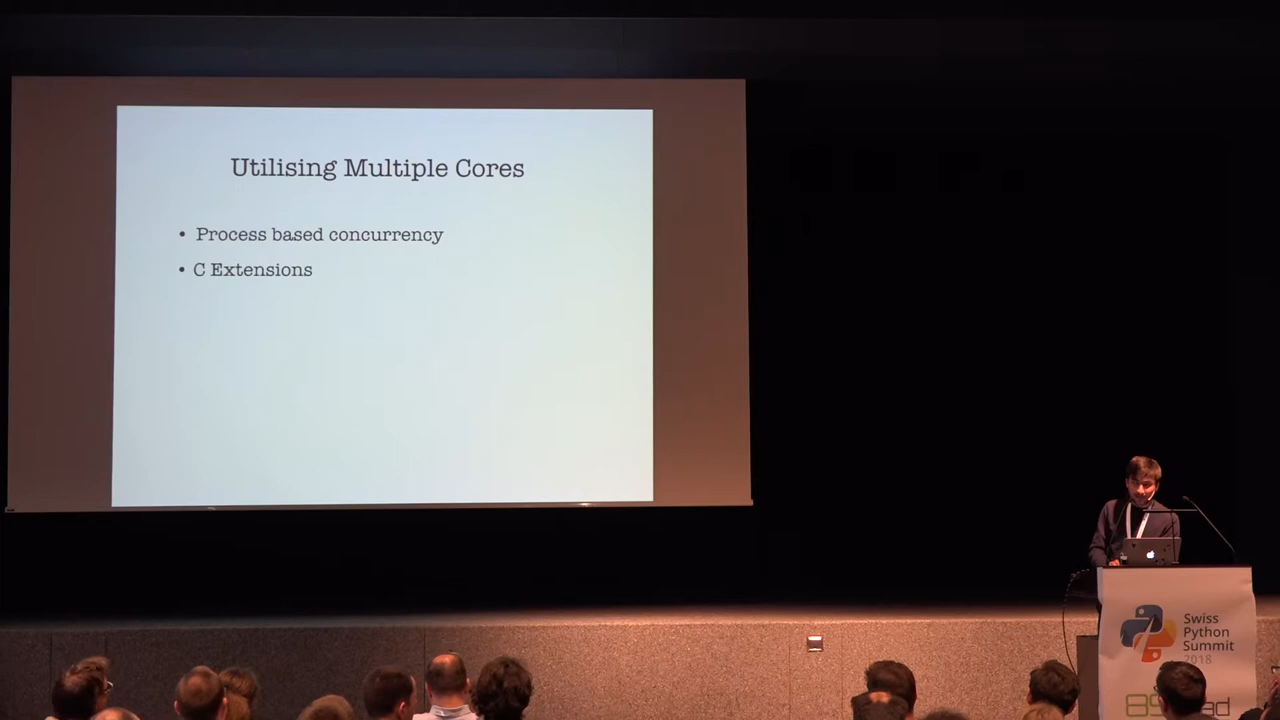 Utilising Multiple Cores
• Process based concurrency
• C Extensions
Swiss
Python
Summit
2018